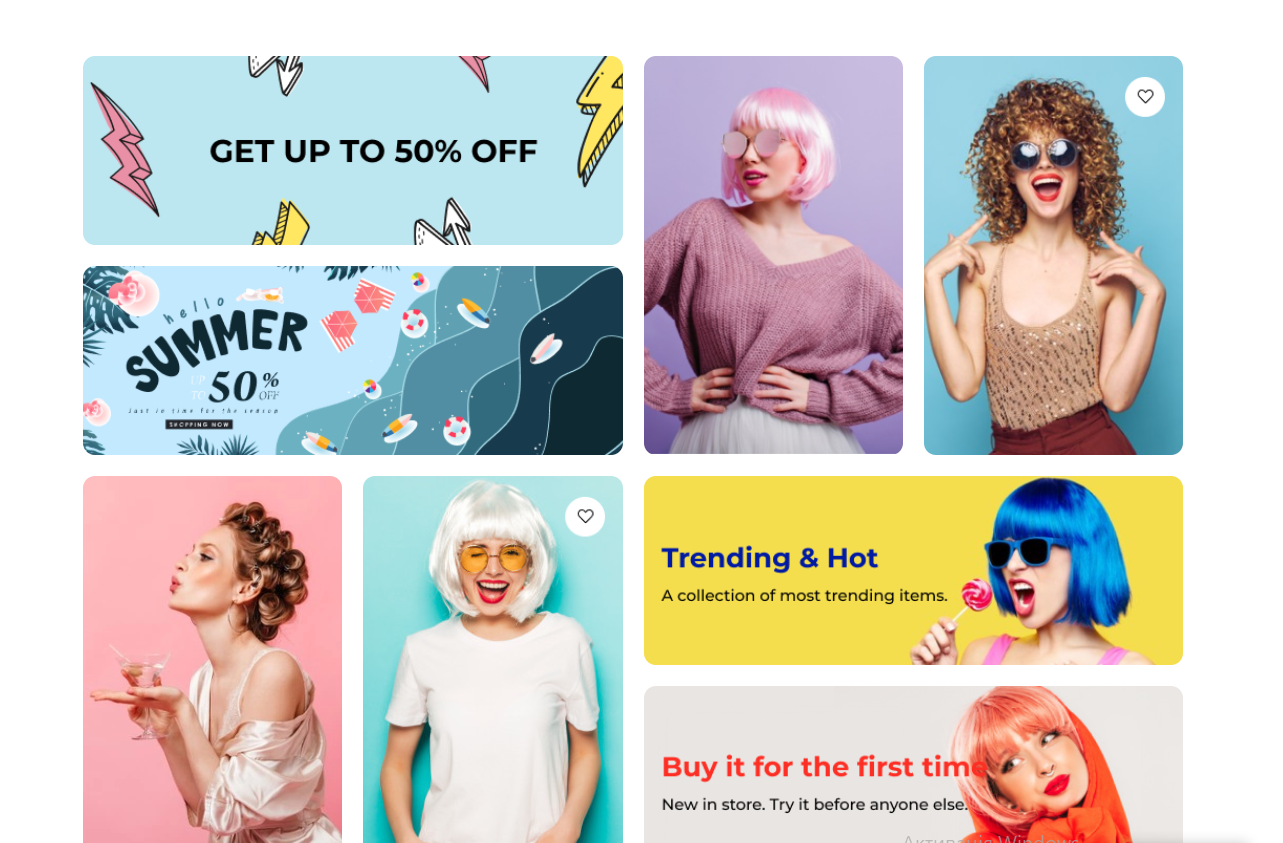 GET UP TO 50% OFF
hello
SUMMER
UP TO 50% OFF
Just in time for the season
SHOPPING NOW
Trending & Hot
A collection of most trending items.
Buy it for the first time
New in store. Try it before anyone else.
Активація Windows